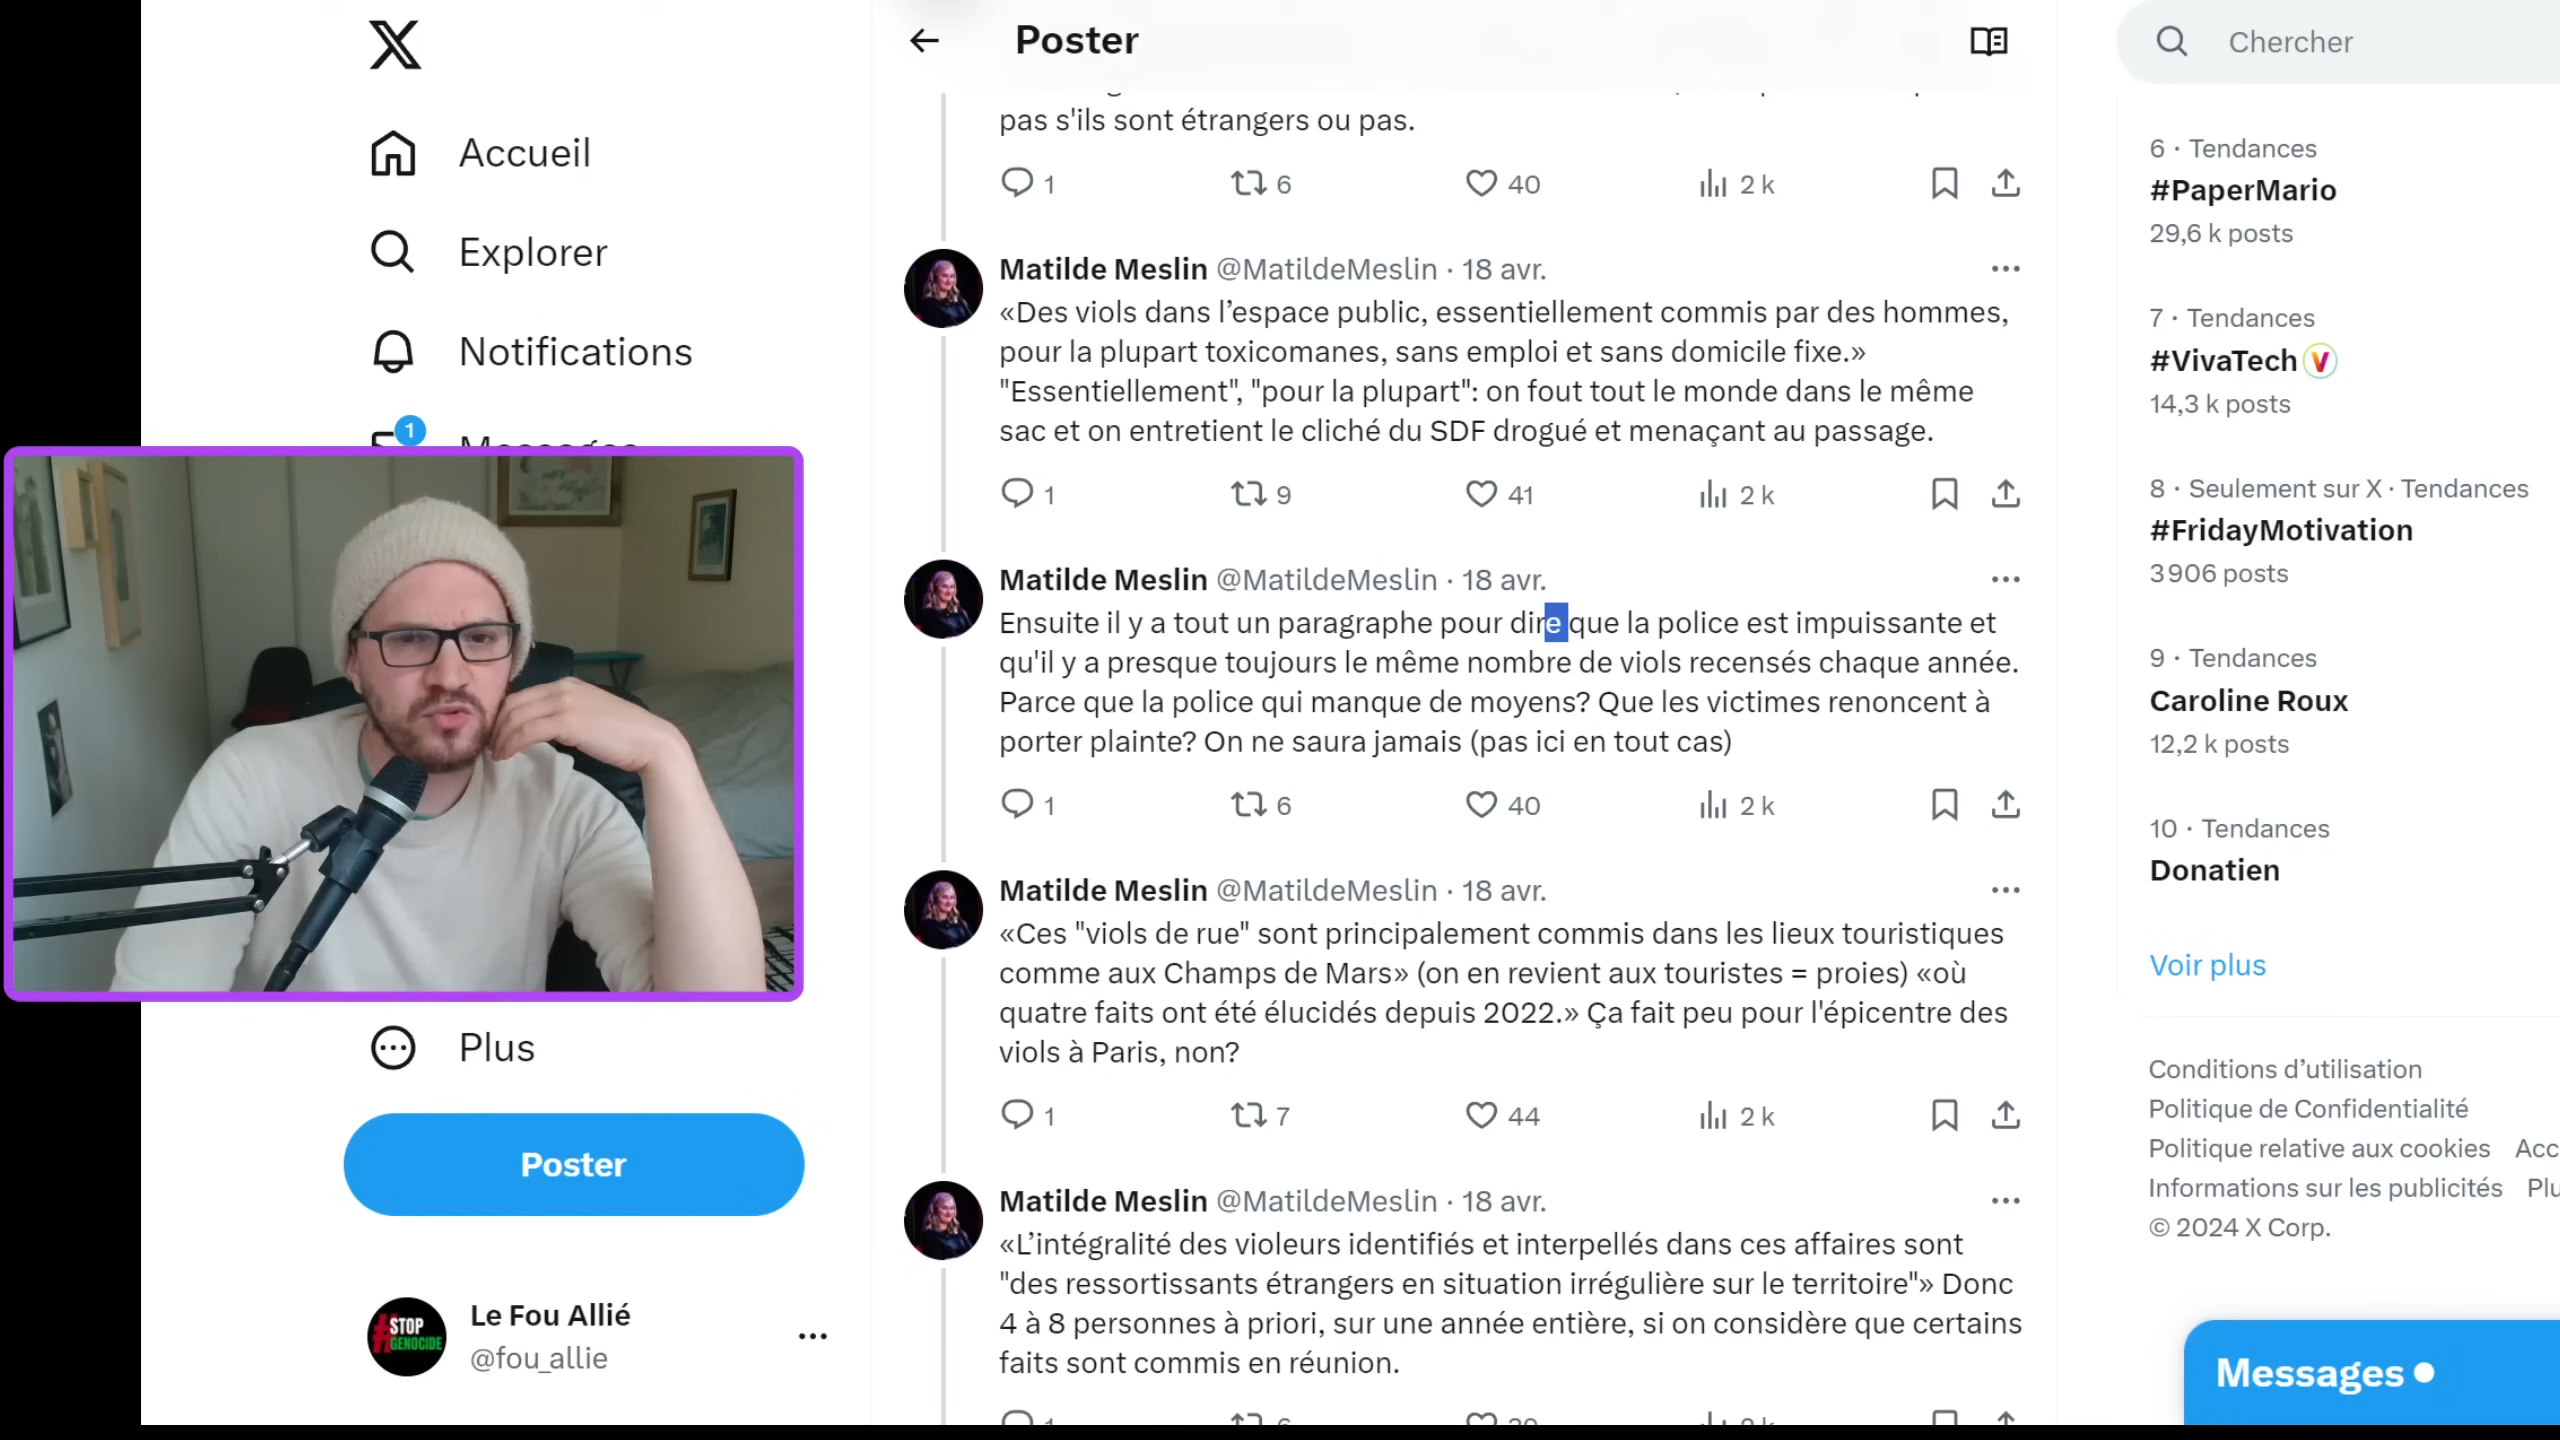 Poster
Chercher
Accueil
Explorer
Notifications
1
Messages
Plus
Poster
Le Fou Allié
@fou_allie
STOP
GENOCIDE
pas s'ils sont étrangers ou pas.
1 6 40 2 k
Matilde Meslin @MatildeMeslin · 18 avr.
«Des viols dans l’espace public, essentiellement commis par des hommes,
pour la plupart toxicomanes, sans emploi et sans domicile fixe.»
"Essentiellement", "pour la plupart": on fout tout le monde dans le même
sac et on entretient le cliché du SDF drogué et menaçant au passage.
1 9 41 2 k
Matilde Meslin @MatildeMeslin · 18 avr.
Ensuite il y a tout un paragraphe pour dire que la police est impuissante et
qu'il y a presque toujours le même nombre de viols recensés chaque année.
Parce que la police qui manque de moyens? Que les victimes renoncent à
porter plainte? On ne saura jamais (pas ici en tout cas)
1 6 40 2 k
Matilde Meslin @MatildeMeslin · 18 avr.
«Ces "viols de rue" sont principalement commis dans les lieux touristiques
comme aux Champs de Mars» (on en revient aux touristes = proies) «où
quatre faits ont été élucidés depuis 2022.» Ça fait peu pour l'épicentre des
viols à Paris, non?
1 7 44 2 k
Matilde Meslin @MatildeMeslin · 18 avr.
«L’intégralité des violeurs identifiés et interpellés dans ces affaires sont
"des ressortissants étrangers en situation irrégulière sur le territoire"» Donc
4 à 8 personnes à priori, sur une année entière, si on considère que certains
faits sont commis en réunion.
6 · Tendances
#PaperMario
29,6 k posts
7 · Tendances
#VivaTech
14,3 k posts
8 · Seulement sur X · Tendances
#FridayMotivation
3 906 posts
9 · Tendances
Caroline Roux
12,2 k posts
10 · Tendances
Donatien
Voir plus
Conditions d’utilisation
Politique de Confidentialité
Politique relative aux cookies Acc
Informations sur les publicités Plu
© 2024 X Corp.
Messages